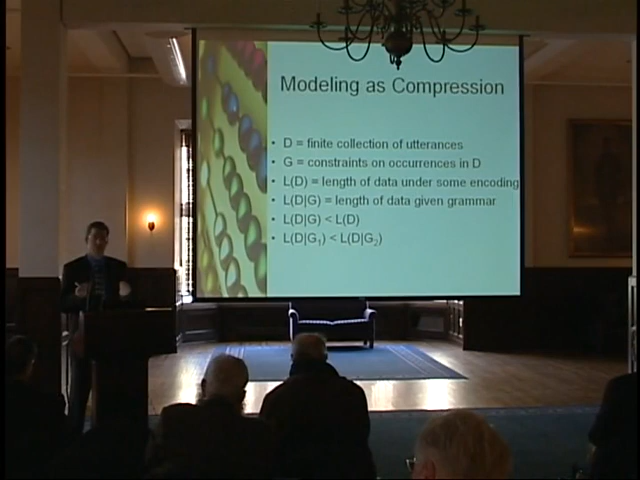 Modeling as Compression
• D = finite collection of utterances
• G = constraints on occurrences in D
• L(D) = length of data under some encoding
• L(D|G) = length of data given grammar
• L(D|G) < L(D)
• L(D|G₁) < L(D|G₂)